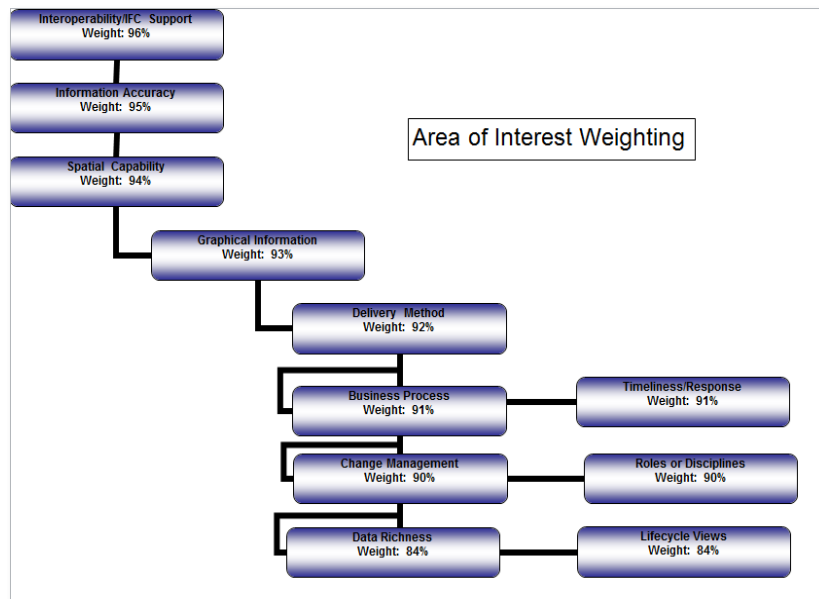 Interoperability/IFC Support
Weight: 96%
Information Accuracy
Weight: 95%
Area of Interest Weighting
Spatial Capability
Weight: 94%
Graphical Information
Weight: 93%
Delivery Method
Weight: 92%
Business Process
Weight: 91%
Timeliness/Response
Weight: 91%
Change Management
Weight: 90%
Roles or Disciplines
Weight: 90%
Data Richness
Weight: 84%
Lifecycle Views
Weight: 84%